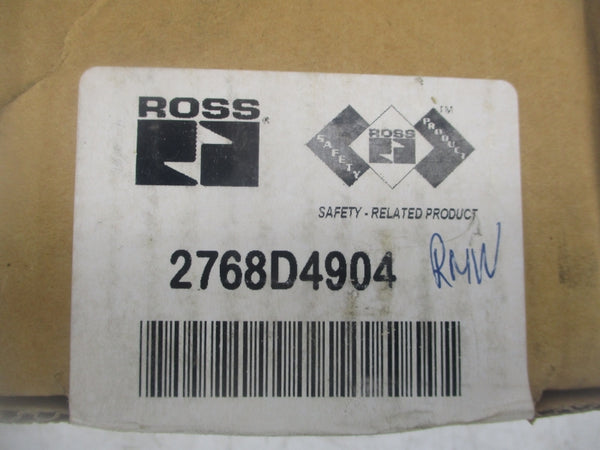 ROSS
®
SAFETY
ROSS
PRODUCT
TM
SAFETY - RELATED PRODUCT
2768D4904
RMW